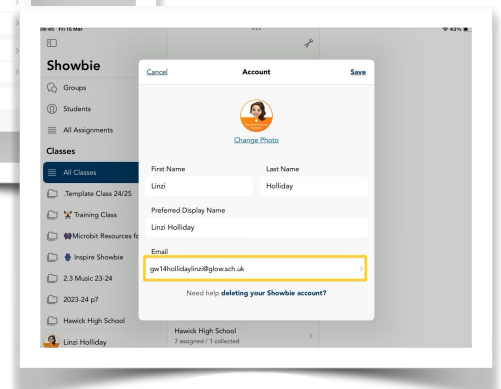 09:45 Fri 15 Mar
43%
Showbie
Groups
Students
All Assignments
Classes
All Classes
.Template Class 24/25
Training Class
Microbit Resources fo
Inspire Showbie
2.3 Music 23-24
2023-24 p7
Hawick High School
Linzi Holliday
Cancel Account Save
Change Photo
First Name Last Name
Linzi Holliday
Preferred Display Name
Linzi Holliday
Email
gw14hollidaylinzi@glow.sch.uk
Need help deleting your Showbie account?
Hawick High School
7 assigned / 1 collected